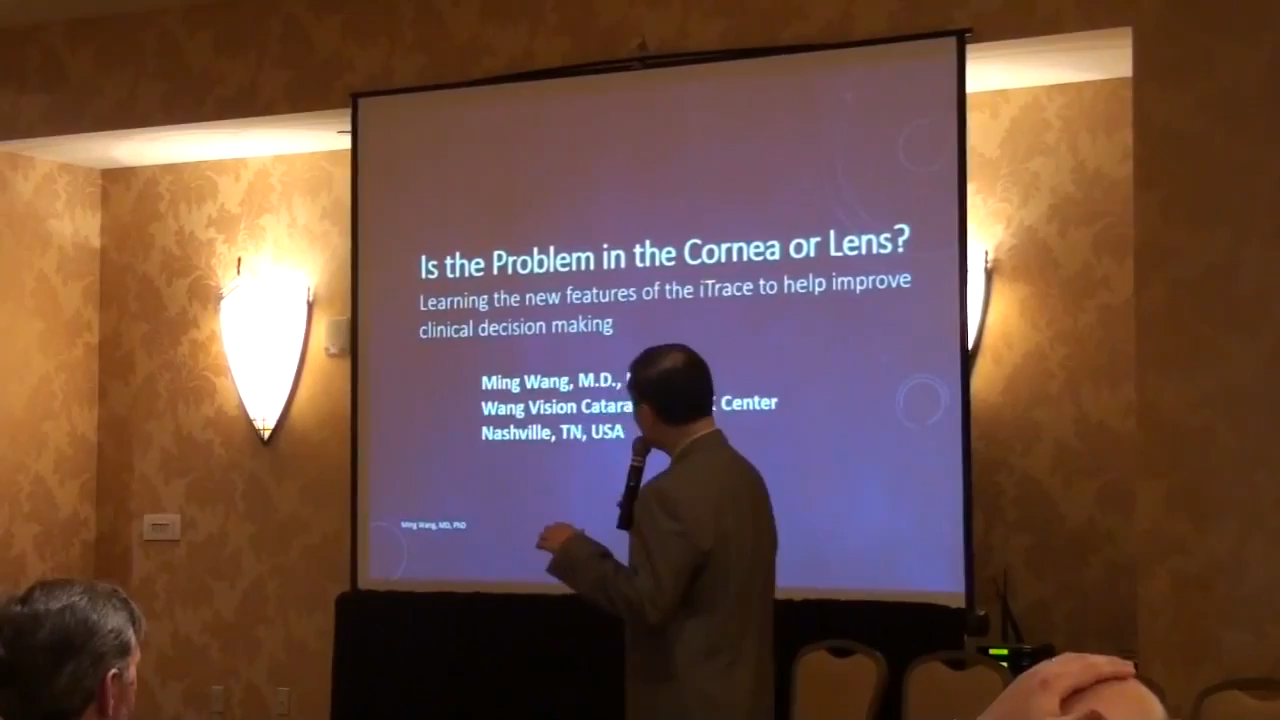 Is the Problem in the Cornea or Lens?
Learning the new features of the iTrace to help improve
clinical decision making
Ming Wang, M.D.,
Wang Vision Catara Center
Nashville, TN, USA
Ming Wang, MD, PhD